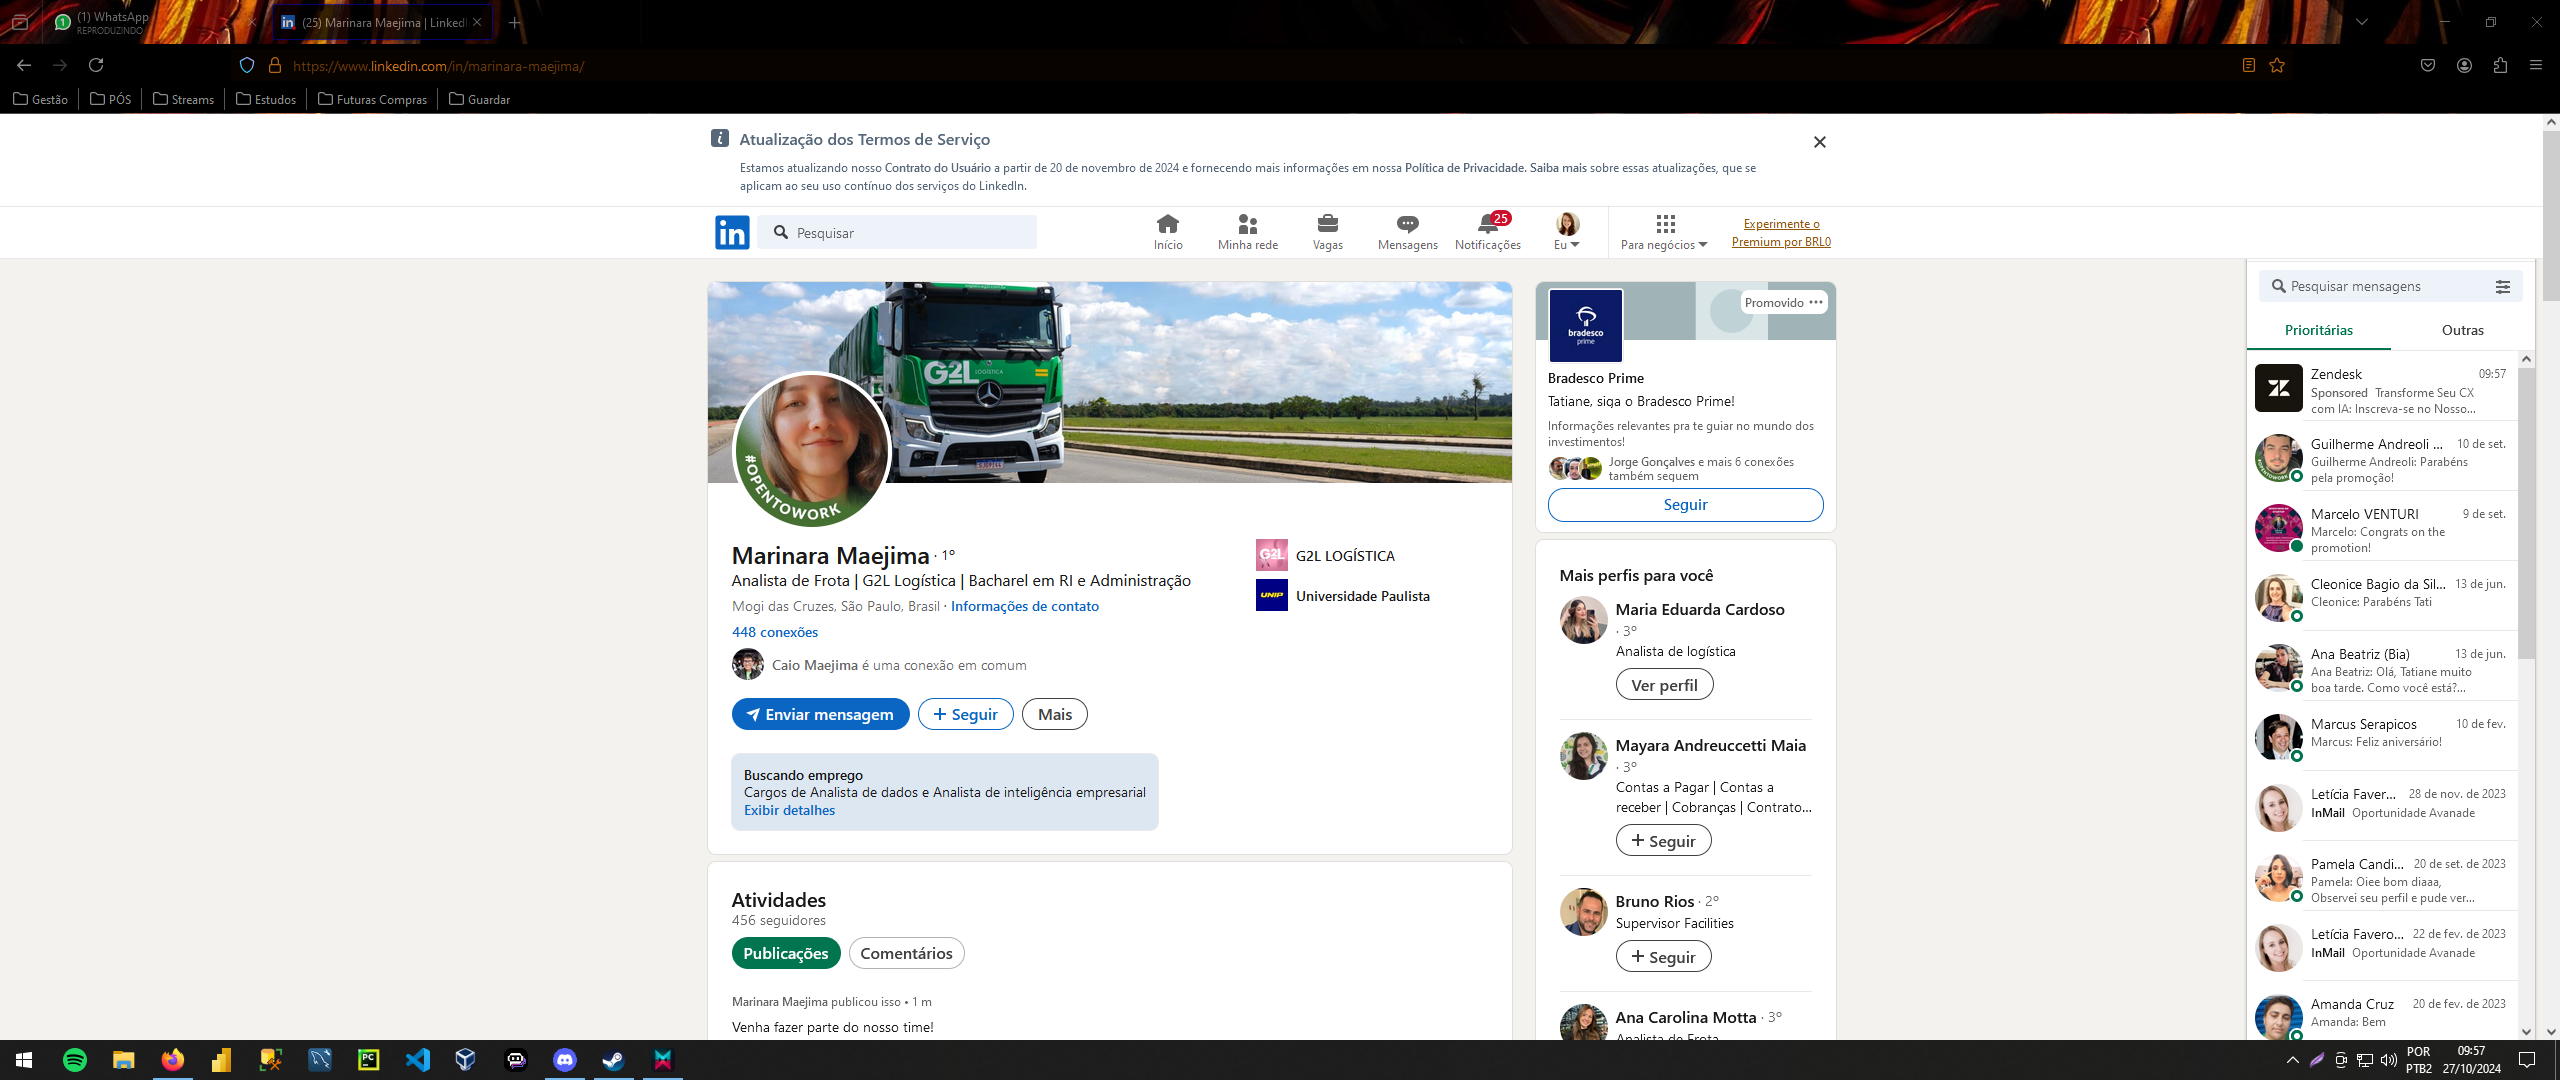 (1) WhatsApp
REPRODUZINDO
(25) Marinara Maejima | LinkedI
https://www.linkedin.com/in/marinara-maejima/
Gestão
PÓS
Streams
Estudos
Futuras Compras
Guardar
Atualização dos Termos de Serviço
Estamos atualizando nosso Contrato do Usuário a partir de 20 de novembro de 2024 e fornecendo mais informações em nossa Política de Privacidade. Saiba mais sobre essas atualizações, que se
aplicam ao seu uso contínuo dos serviços do LinkedIn.
in
Pesquisar
Início
Minha rede
Vagas
Mensagens
25
Notificações
Eu
Para negócios
Experimente o
Premium por BRL0
G2L LOGÍSTICA
#OPENTOWORK
Marinara Maejima · 1º
Analista de Frota | G2L Logística | Bacharel em RI e Administração
Mogi das Cruzes, São Paulo, Brasil · Informações de contato
448 conexões
Caio Maejima é uma conexão em comum
G2L
G2L LOGÍSTICA
UNIP
Universidade Paulista
Enviar mensagem
Seguir
Mais
Buscando emprego
Cargos de Analista de dados e Analista de inteligência empresarial
Exibir detalhes
Atividades
456 seguidores
Publicações
Comentários
Marinara Maejima publicou isso • 1 m
Venha fazer parte do nosso time!
Promovido
bradesco
prime
Bradesco Prime
Tatiane, siga o Bradesco Prime!
Informações relevantes pra te guiar no mundo dos
investimentos!
Jorge Gonçalves e mais 6 conexões
também seguem
Seguir
Mais perfis para você
Maria Eduarda Cardoso
· 3º
Analista de logística
Ver perfil
Mayara Andreuccetti Maia
· 3º
Contas a Pagar | Contas a
receber | Cobranças | Contrato...
Seguir
Bruno Rios · 2º
Supervisor Facilities
Seguir
Ana Carolina Motta · 3º
Analista de Frota
Pesquisar mensagens
Prioritárias
Outras
Zendesk 09:57
Sponsored Transforme Seu CX
com IA: Inscreva-se no Nosso...
Guilherme Andreoli ... 10 de set.
Guilherme Andreoli: Parabéns
pela promoção!
Marcelo VENTURI 9 de set.
Marcelo: Congrats on the
promotion!
Cleonice Bagio da Sil... 13 de jun.
Cleonice: Parabéns Tati
Ana Beatriz (Bia) 13 de jun.
Ana Beatriz: Olá, Tatiane muito
boa tarde. Como você está?...
Marcus Serapicos 10 de fev.
Marcus: Feliz aniversário!
Letícia Faver... 28 de nov. de 2023
InMail Oportunidade Avanade
Pamela Candi... 20 de set. de 2023
Pamela: Oiee bom diaaa,
Observei seu perfil e pude ver...
Letícia Favero... 22 de fev. de 2023
InMail Oportunidade Avanade
Amanda Cruz 20 de fev. de 2023
Amanda: Bem
PC
POR
PTB2
09:57
27/10/2024